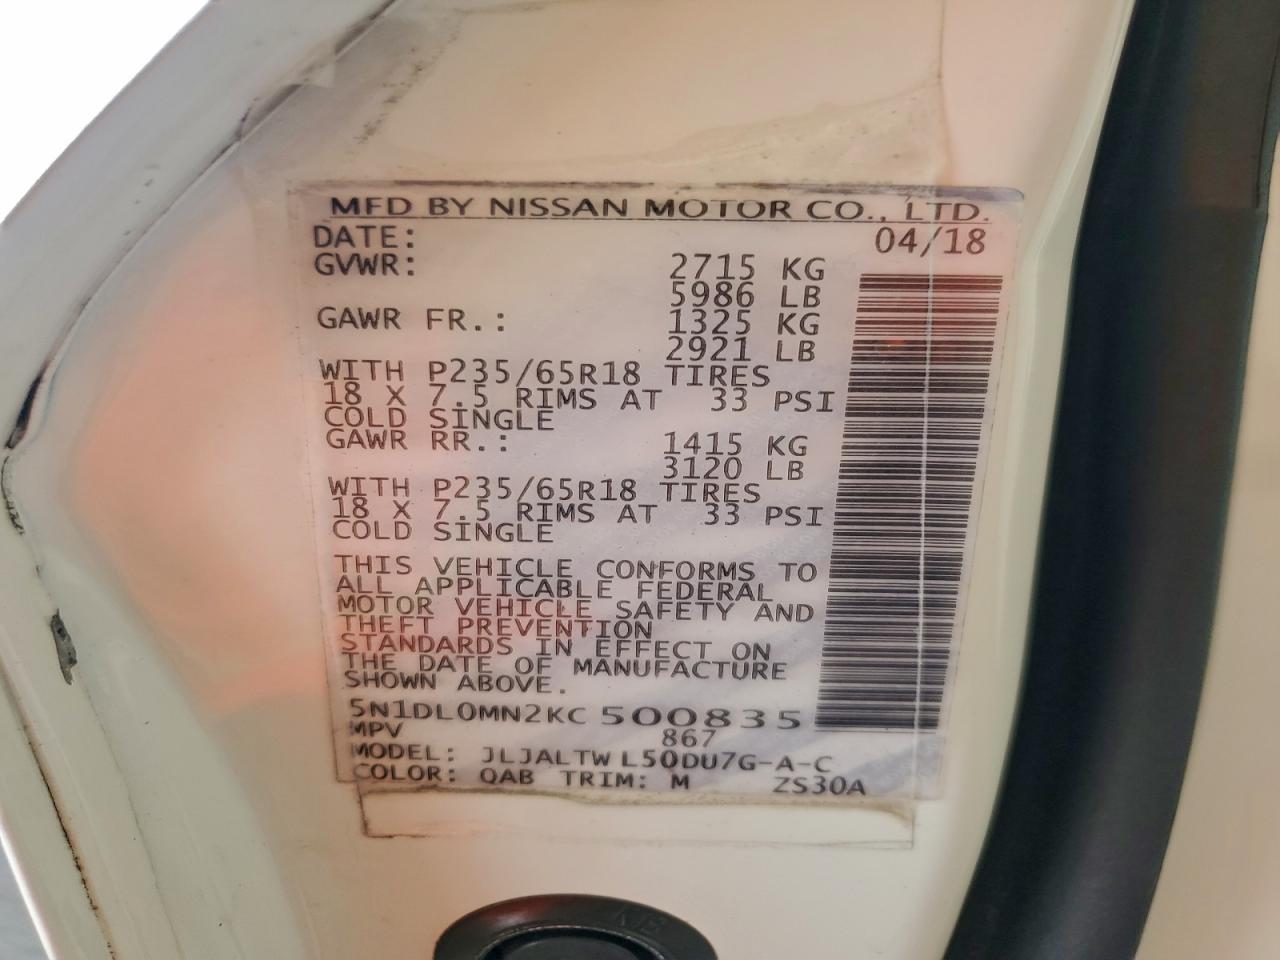 MFD BY NISSAN MOTOR CO., LTD.
DATE: 04/18
GVWR: 2715 KG
5986 LB
GAWR FR.: 1325 KG
2921 LB
WITH P235/65R18 TIRES
18 X 7.5 RIMS AT 33 PSI
COLD SINGLE
GAWR RR.: 1415 KG
3120 LB
WITH P235/65R18 TIRES
18 X 7.5 RIMS AT 33 PSI
COLD SINGLE
THIS VEHICLE CONFORMS TO
ALL APPLICABLE FEDERAL
MOTOR VEHICLE SAFETY AND
THEFT PREVENTION
STANDARDS IN EFFECT ON
THE DATE OF MANUFACTURE
SHOWN ABOVE.
5N1DL0MN2KC500835
MPV 867
MODEL: JLJALTWL50DU7G-A-C
COLOR: QAB TRIM: M ZS30A